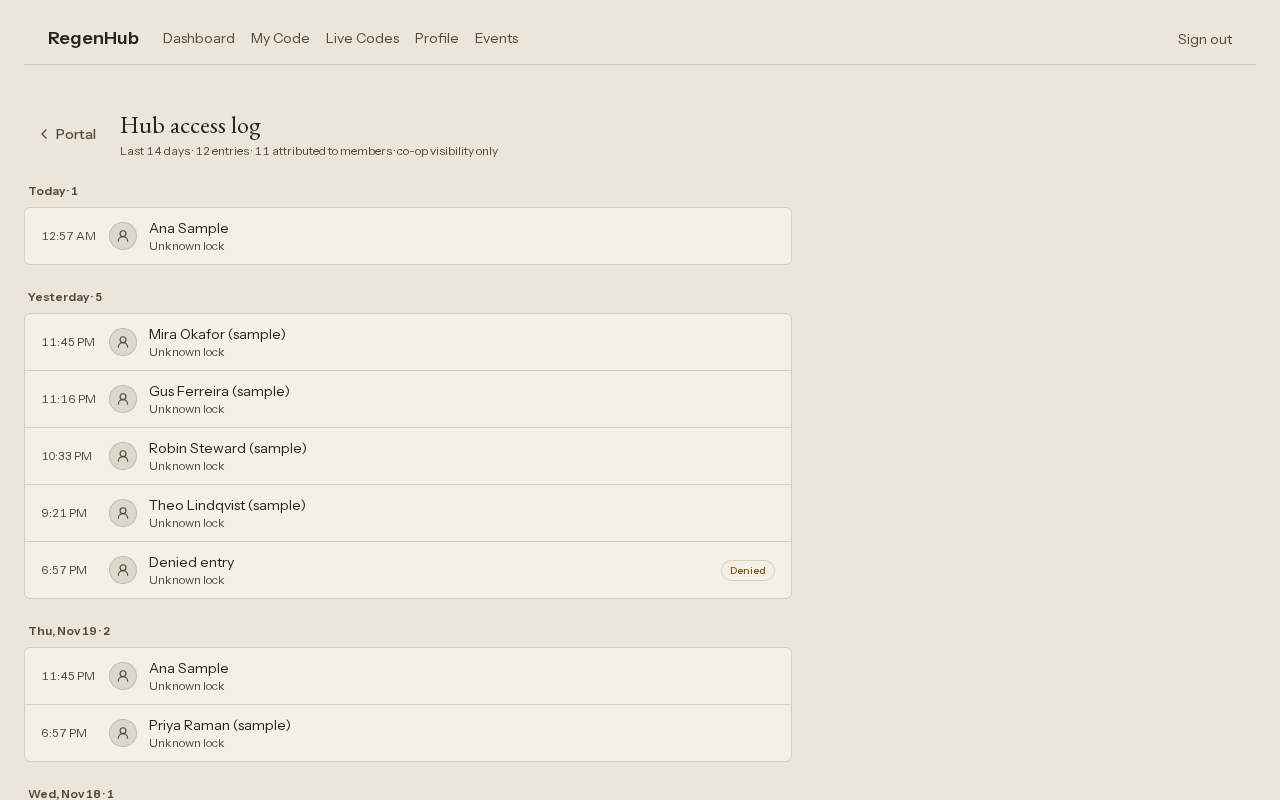 RegenHub Dashboard My Code Live Codes Profile Events Sign out
Portal
Hub access log
Last 14 days · 12 entries · 11 attributed to members · co-op visibility only
Today · 1
12:57 AM
Ana Sample
Unknown lock
Yesterday · 5
11:45 PM
Mira Okafor (sample)
Unknown lock
11:16 PM
Gus Ferreira (sample)
Unknown lock
10:33 PM
Robin Steward (sample)
Unknown lock
9:21 PM
Theo Lindqvist (sample)
Unknown lock
6:57 PM
Denied entry
Unknown lock
Denied
Thu, Nov 19 · 2
11:45 PM
Ana Sample
Unknown lock
6:57 PM
Priya Raman (sample)
Unknown lock
Wed, Nov 18 · 1